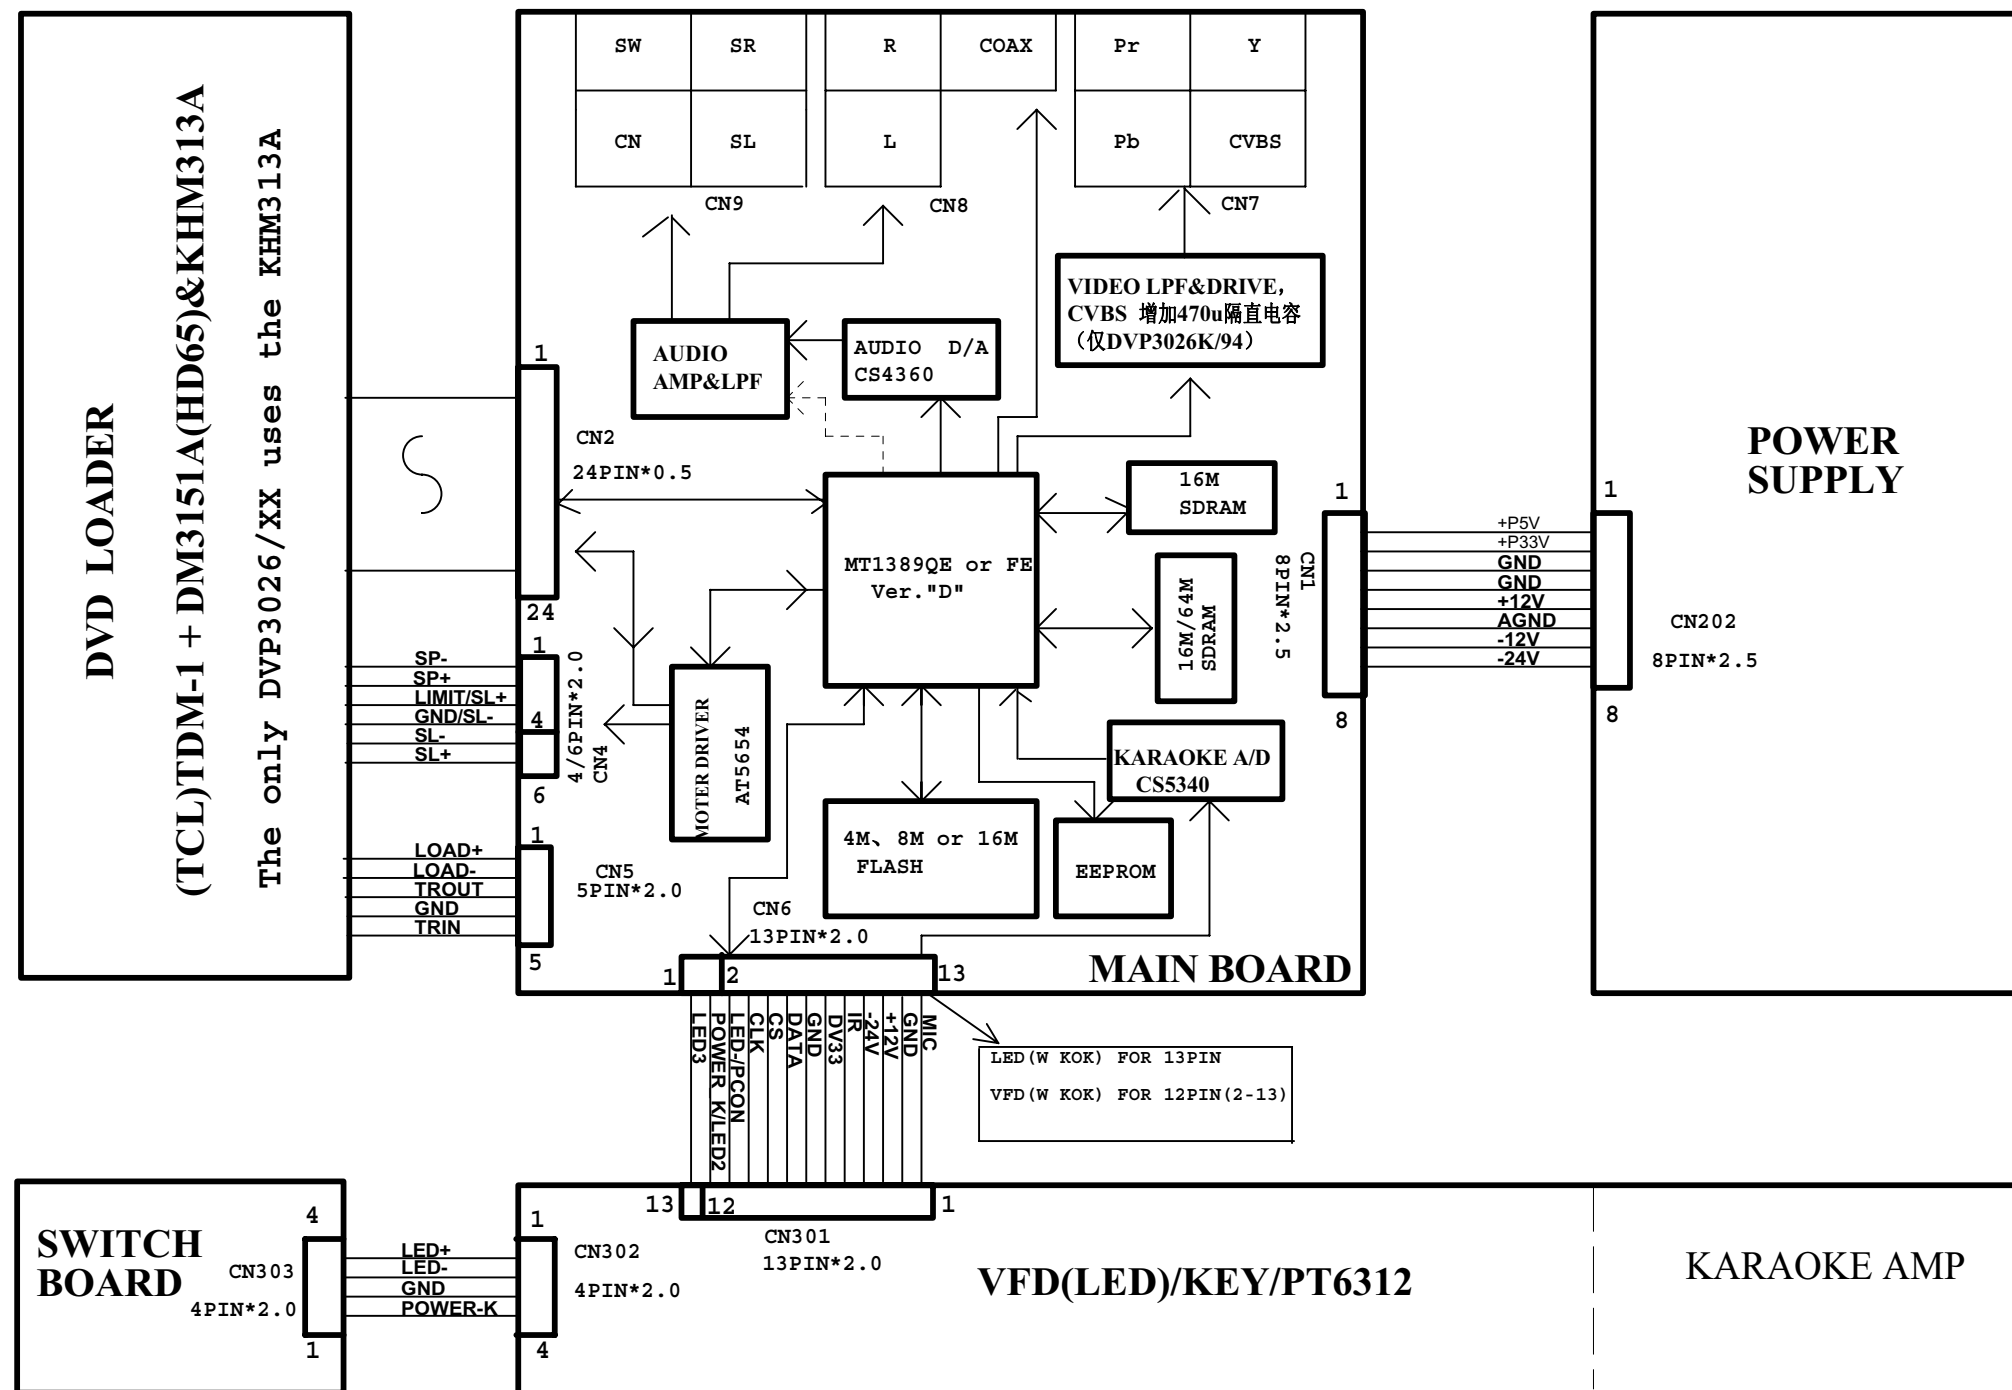 DVD LOADER
(TCL)TDM-1 + DM3151A(HD65)&KHM313A
The only DVP3026/XX uses the KHM313A
SW SR R COAX Pr Y
CN SL L Pb CVBS
CN9
CN8
CN7
VIDEO LPF&DRIVE,
CVBS 增加470u隔直电容
（仅DVP3026K/94）
AUDIO
AMP&LPF
AUDIO D/A
CS4360
1
CN2
24PIN*0.5
24
MT1389QE or FE
Ver."D"
16M
SDRAM
16M/64M
SDRAM
1
CN1
8PIN*2.5
8
+P5V
+P33V
GND
GND
+12V
AGND
-12V
-24V
POWER
SUPPLY
1
CN202
8PIN*2.5
8
SP-
SP+
LIMIT/SL+
GND/SL-
SL-
SL+
1
4
6
4/6PIN*2.0
CN4
MOTER DRIVER
AT5654
KARAOKE A/D
CS5340
4M、8M or 16M
FLASH
EEPROM
LOAD+
LOAD-
TROUT
GND
TRIN
1
CN5
5PIN*2.0
5
CN6
13PIN*2.0
1 2 13
MAIN BOARD
LED3
POWER K/LED2
LED-/PCON
CLK
CS
DATA
GND
DV33
IR
-24V
+12V
GND
MIC
LED(W KOK) FOR 13PIN
VFD(W KOK) FOR 12PIN(2-13)
13 12 1
CN301
13PIN*2.0
SWITCH
BOARD
4
CN303
4PIN*2.0
1
LED+
LED-
GND
POWER-K
1
CN302
4PIN*2.0
4
VFD(LED)/KEY/PT6312
KARAOKE AMP